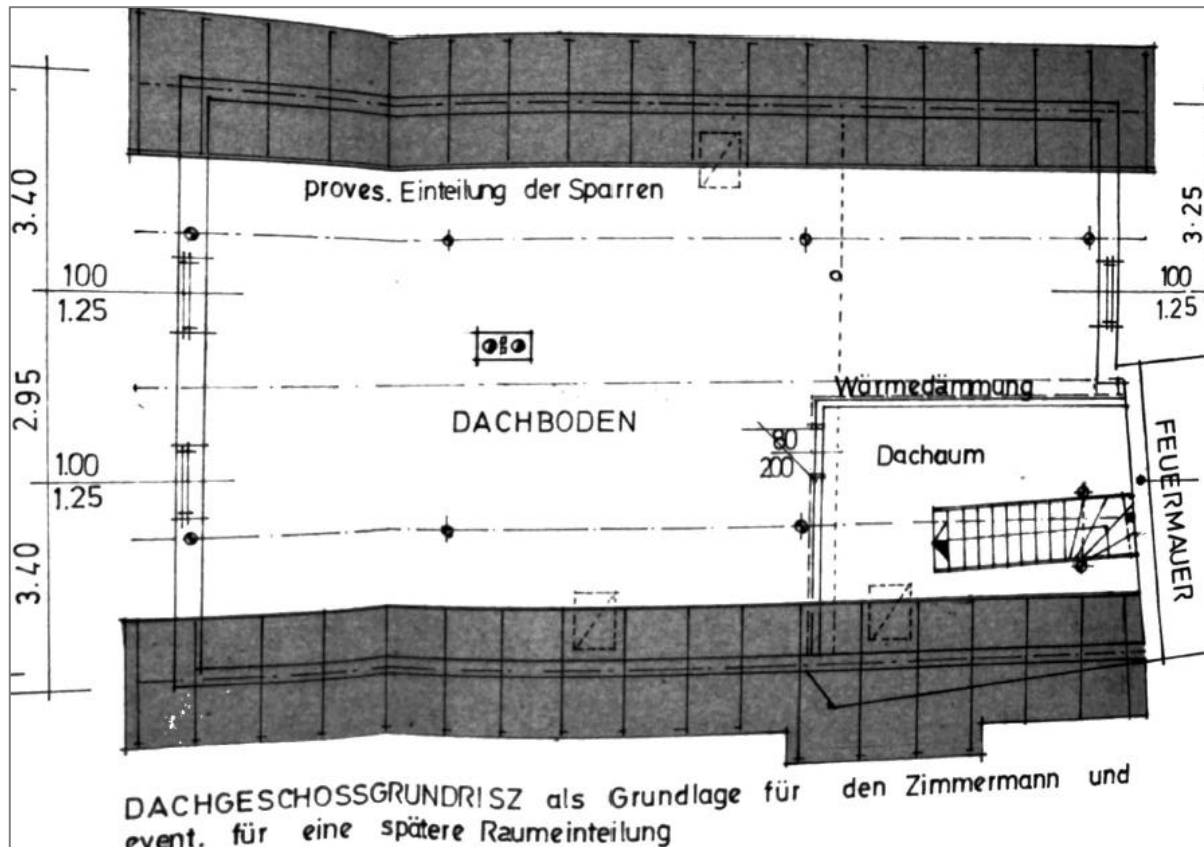 3.40
proves. Einteilung der Sparren
3.25
100
1.25
100
1.25
2.95
Wärmedämmung
DACHBODEN
80
200
Dachaum
FEUERMAUER
1.00
1.25
3.40
DACHGESCHOSSGRUNDRISZ als Grundlage für den Zimmermann und
event. für eine spätere Raumeinteilung